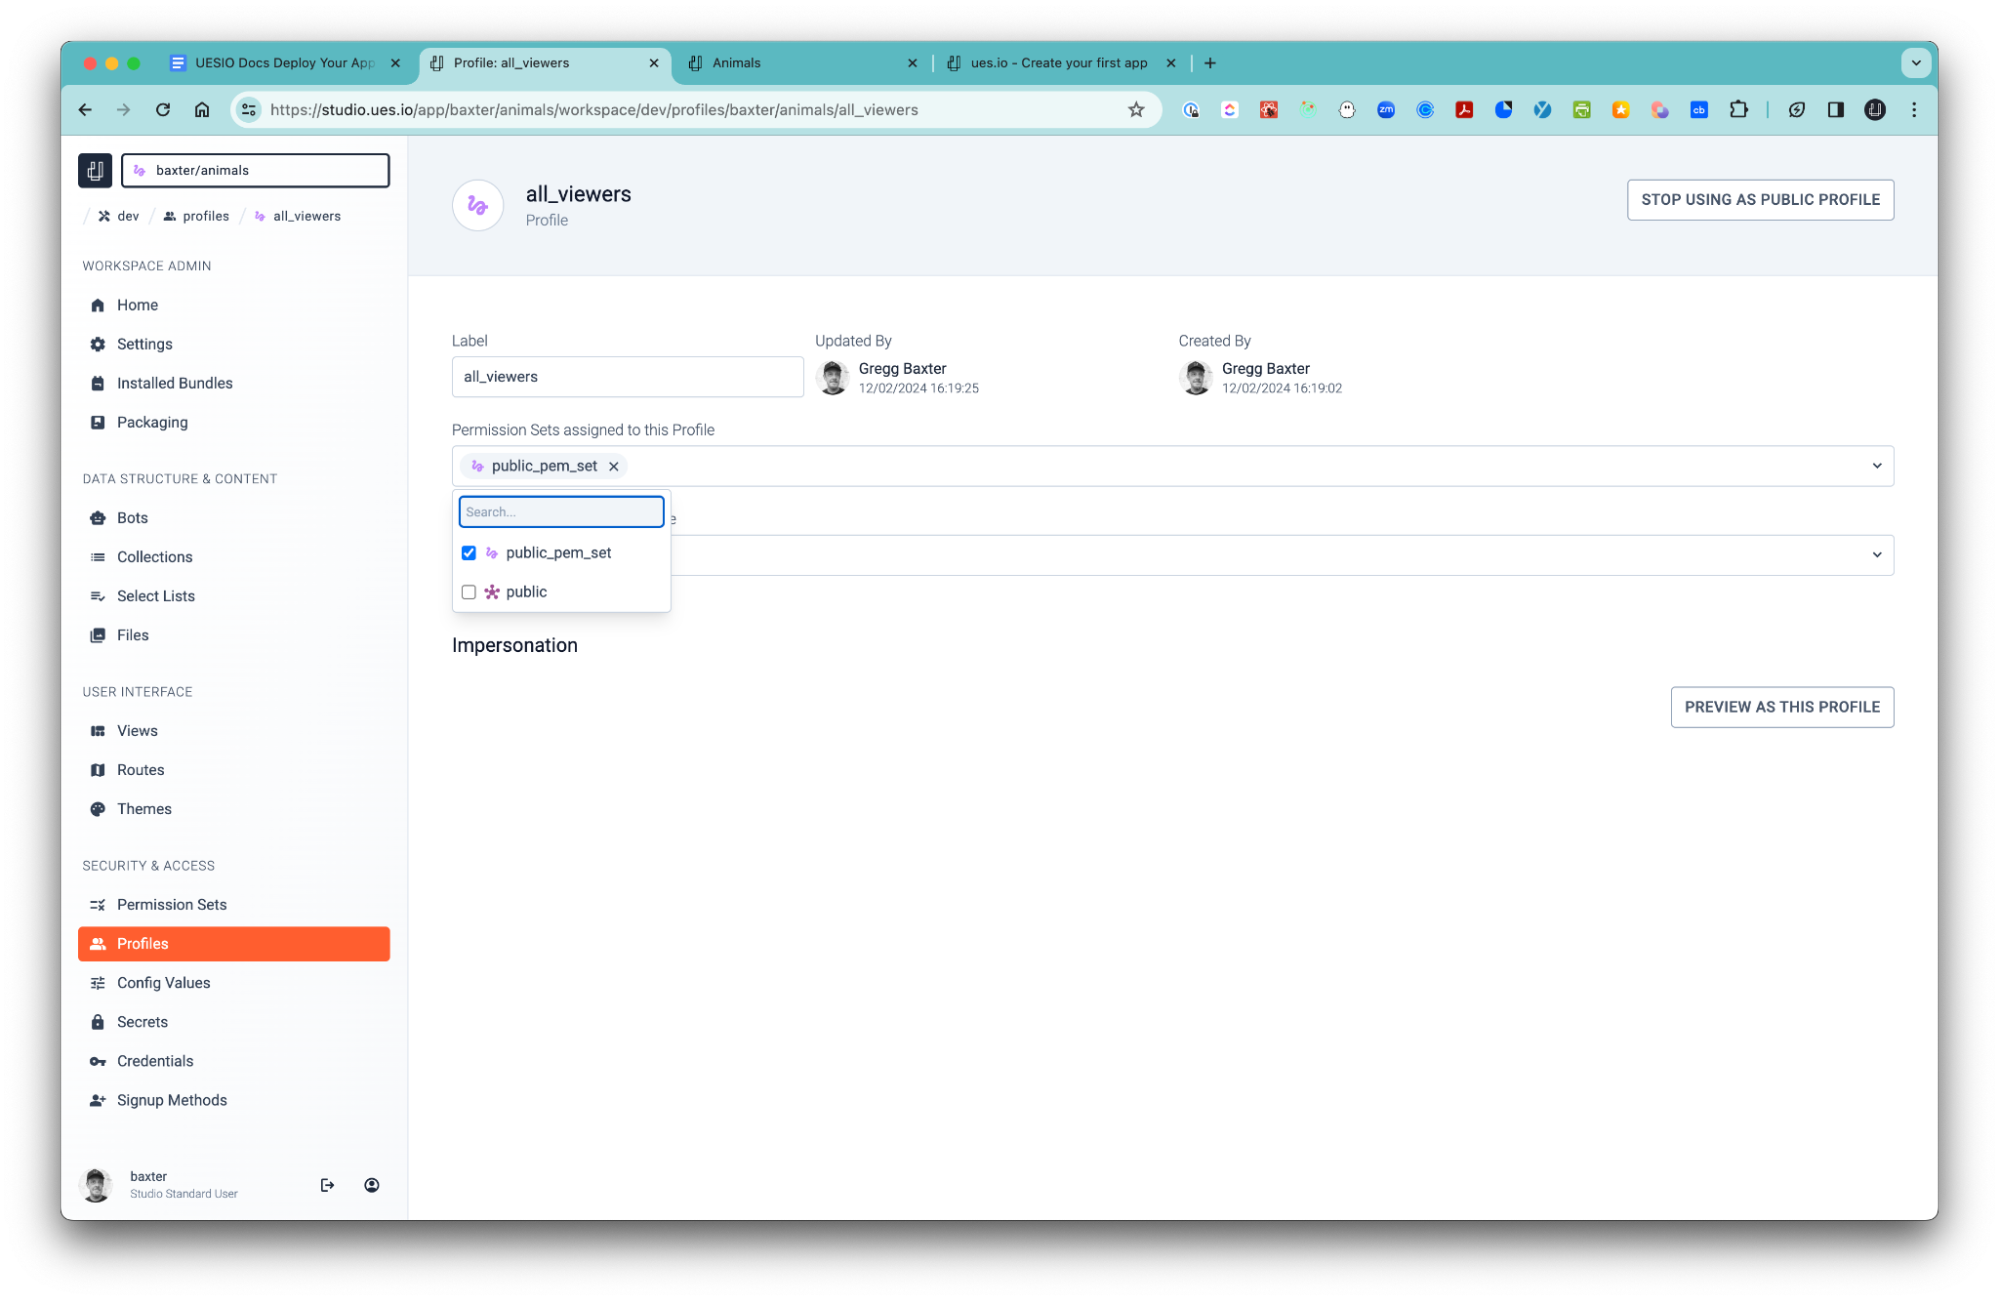 UESIO Docs Deploy Your App
Profile: all_viewers
Animals
ues.io - Create your first app
https://studio.ues.io/app/baxter/animals/workspace/dev/profiles/baxter/animals/all_viewers
zm
cb
baxter/animals
/ dev / profiles / all_viewers
WORKSPACE ADMIN
Home
Settings
Installed Bundles
Packaging
DATA STRUCTURE & CONTENT
Bots
Collections
Select Lists
Files
USER INTERFACE
Views
Routes
Themes
SECURITY & ACCESS
Permission Sets
Profiles
Config Values
Secrets
Credentials
Signup Methods
baxter
Studio Standard User
all_viewers
Profile
STOP USING AS PUBLIC PROFILE
Label
all_viewers
Updated By
Gregg Baxter
12/02/2024 16:19:25
Created By
Gregg Baxter
12/02/2024 16:19:02
Permission Sets assigned to this Profile
public_pem_set
Search...
e
public_pem_set
public
Impersonation
PREVIEW AS THIS PROFILE